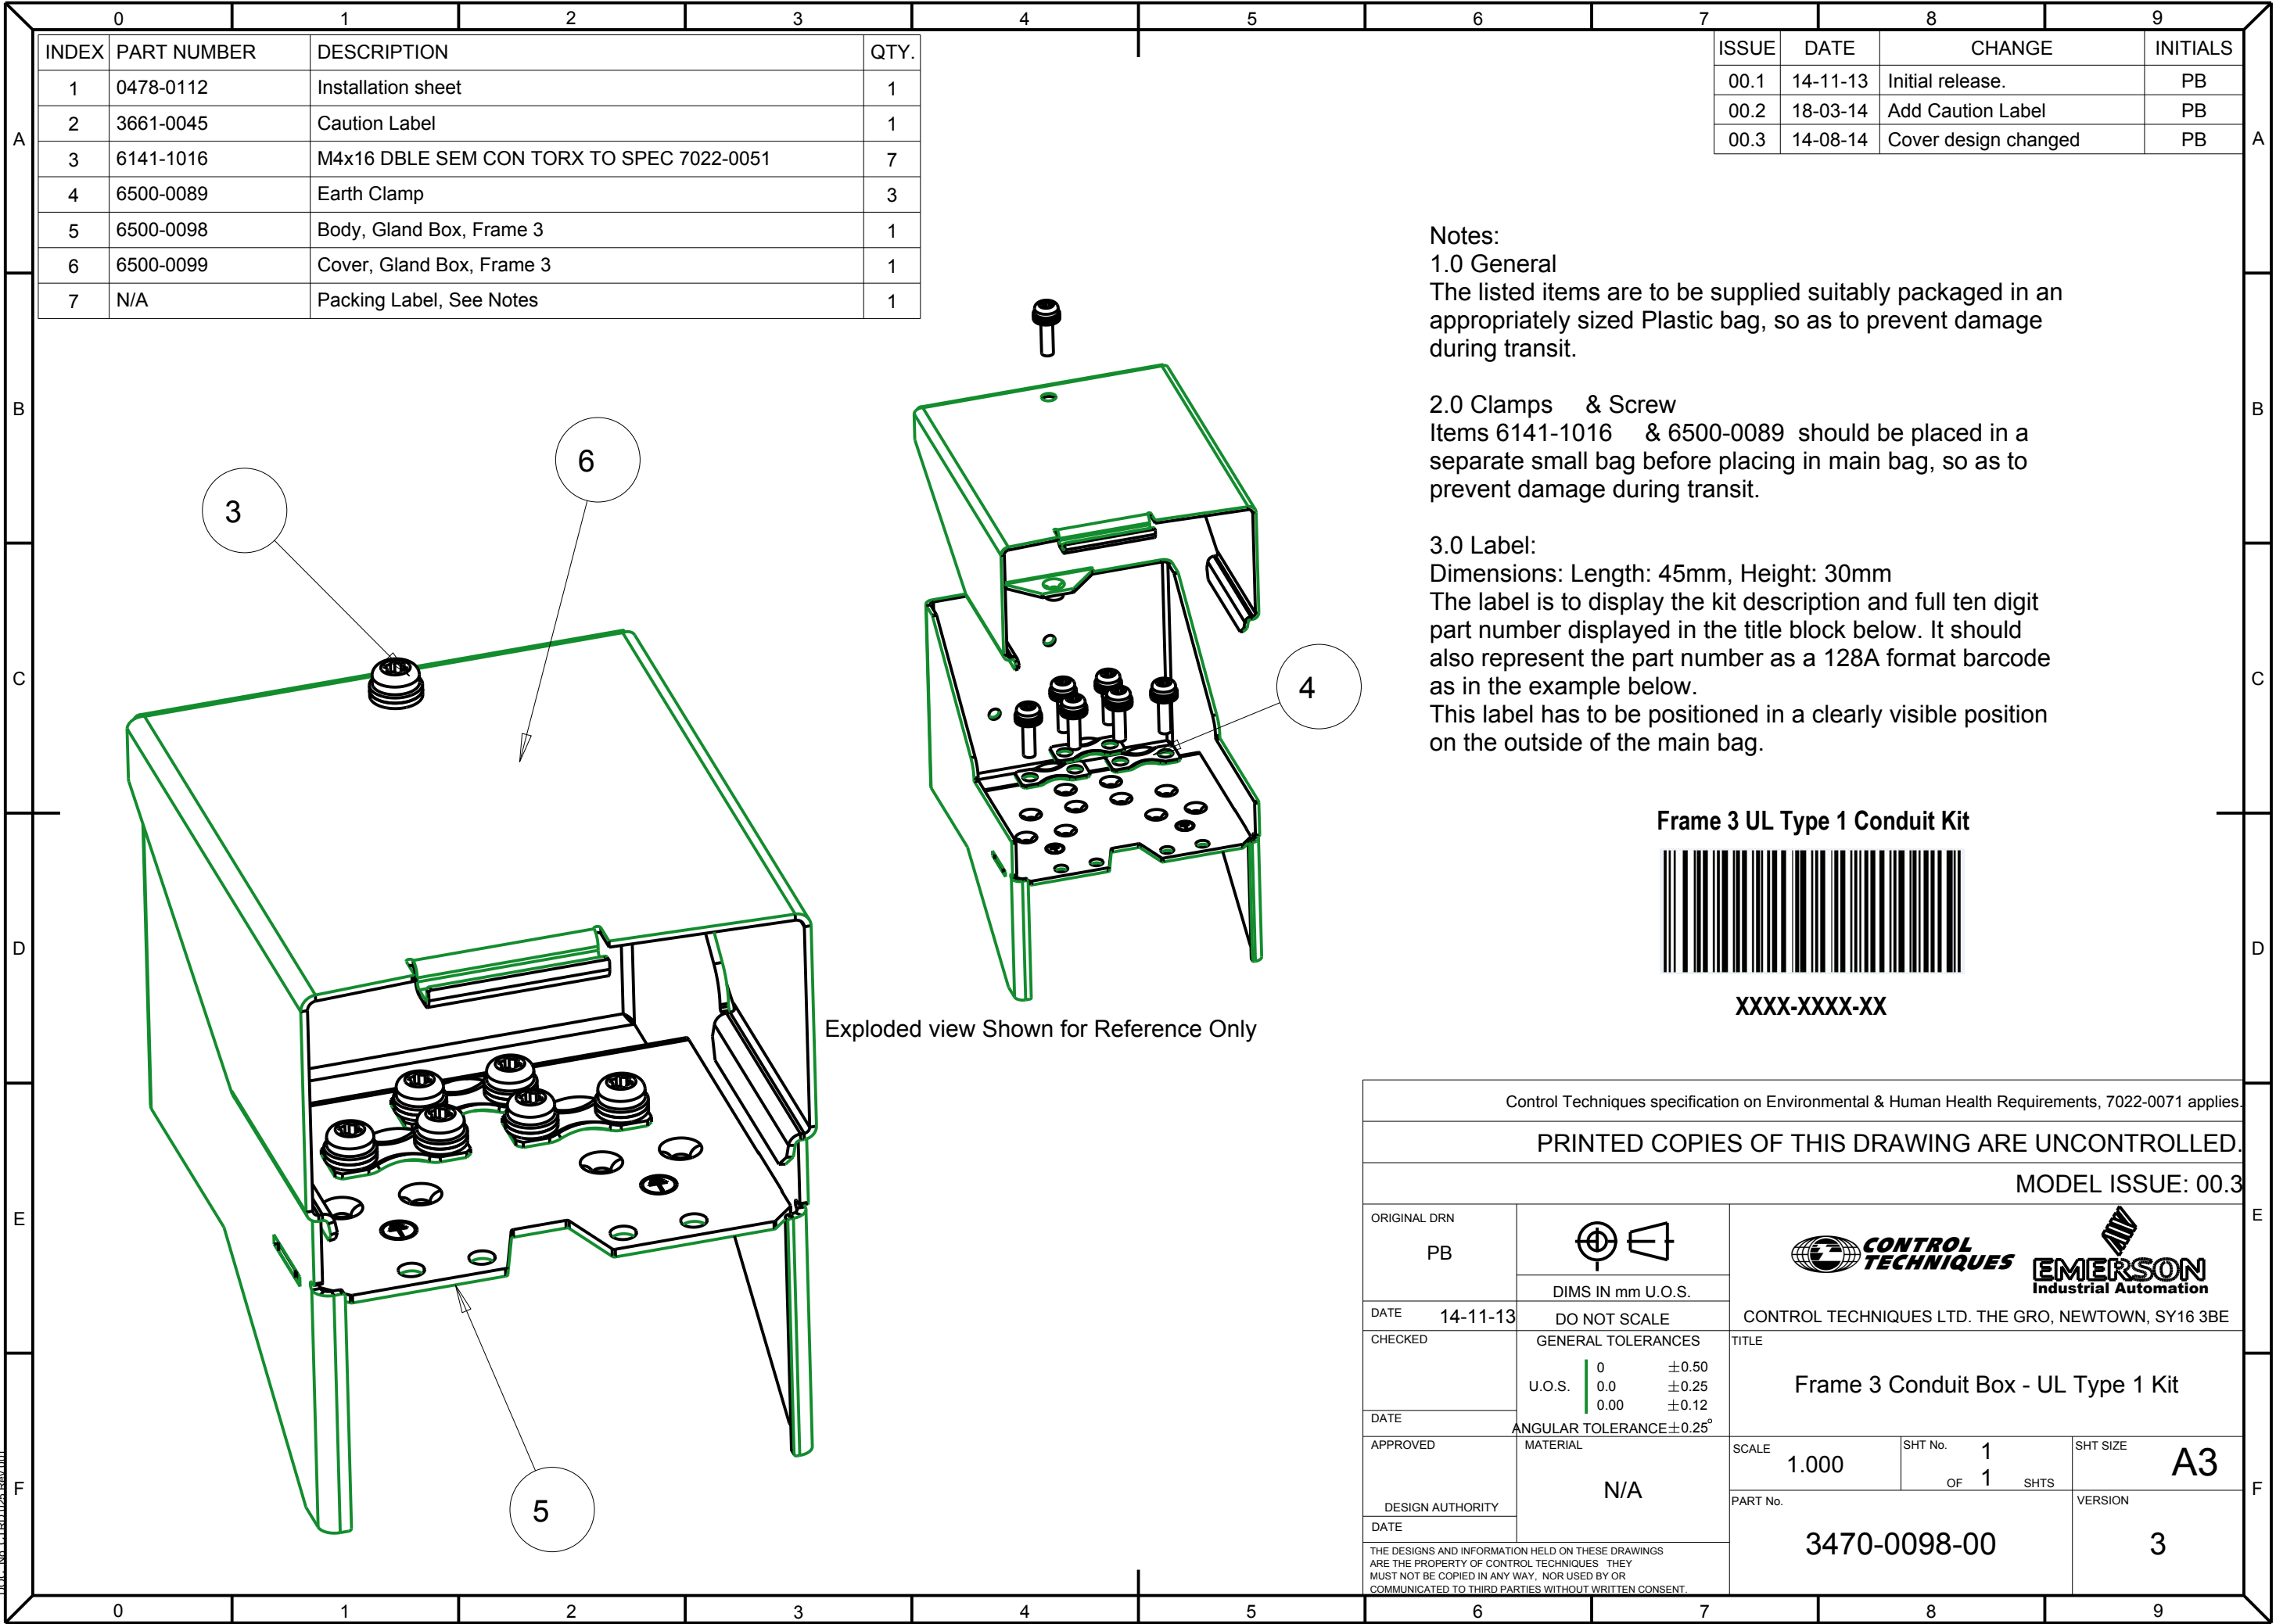 0 1 2 3 4 5 6 7 8 9
INDEX PART NUMBER DESCRIPTION QTY.
1 0478-0112 Installation sheet 1
2 3661-0045 Caution Label 1
3 6141-1016 M4x16 DBLE SEM CON TORX TO SPEC 7022-0051 7
4 6500-0089 Earth Clamp 3
5 6500-0098 Body, Gland Box, Frame 3 1
6 6500-0099 Cover, Gland Box, Frame 3 1
7 N/A Packing Label, See Notes 1
ISSUE DATE CHANGE INITIALS
00.1 14-11-13 Initial release. PB
00.2 18-03-14 Add Caution Label PB
00.3 14-08-14 Cover design changed PB
A A
B B
C C
D D
E E
F F
Notes:
1.0 General
The listed items are to be supplied suitably packaged in an
appropriately sized Plastic bag, so as to prevent damage
during transit.
2.0 Clamps & Screw
Items 6141-1016 & 6500-0089 should be placed in a
separate small bag before placing in main bag, so as to
prevent damage during transit.
3.0 Label:
Dimensions: Length: 45mm, Height: 30mm
The label is to display the kit description and full ten digit
part number displayed in the title block below. It should
also represent the part number as a 128A format barcode
as in the example below.
This label has to be positioned in a clearly visible position
on the outside of the main bag.
3
6
4
5
Exploded view Shown for Reference Only
Frame 3 UL Type 1 Conduit Kit
XXXX-XXXX-XX
Control Techniques specification on Environmental & Human Health Requirements, 7022-0071 applies.
PRINTED COPIES OF THIS DRAWING ARE UNCONTROLLED.
MODEL ISSUE: 00.3
ORIGINAL DRN
PB
DATE 14-11-13
CHECKED
DATE
APPROVED
DESIGN AUTHORITY
DATE
DIMS IN mm U.O.S.
DO NOT SCALE
GENERAL TOLERANCES
U.O.S.
0 ±0.50
0.0 ±0.25
0.00 ±0.12
ANGULAR TOLERANCE±0.25°
MATERIAL
N/A
CONTROL
TECHNIQUES
EMERSON
Industrial Automation
CONTROL TECHNIQUES LTD. THE GRO, NEWTOWN, SY16 3BE
TITLE
Frame 3 Conduit Box - UL Type 1 Kit
SCALE 1.000
SHT No. 1
OF 1 SHTS
SHT SIZE A3
PART No.
3470-0098-00
VERSION
3
THE DESIGNS AND INFORMATION HELD ON THESE DRAWINGS
ARE THE PROPERTY OF CONTROL TECHNIQUES THEY
MUST NOT BE COPIED IN ANY WAY, NOR USED BY OR
COMMUNICATED TO THIRD PARTIES WITHOUT WRITTEN CONSENT.
0 1 2 3 4 5 6 7 8 9